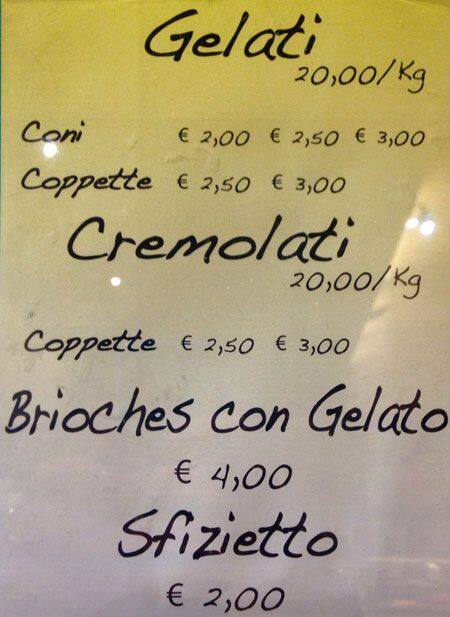 Gelati
20,00/Kg
Coni € 2,00 € 2,50 € 3,00
Coppette € 2,50 € 3,00
Cremolati
20,00/Kg
Coppette € 2,50 € 3,00
Brioches con Gelato
€ 4,00
Sfizietto
€ 2,00